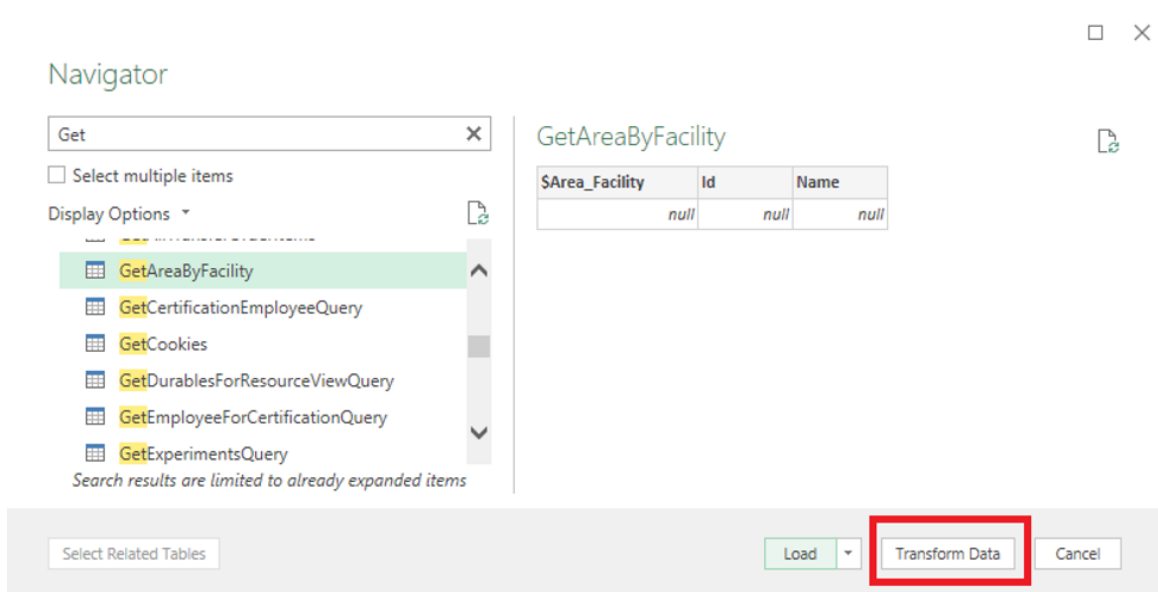 Navigator
Get
Select multiple items
Display Options
GetAreaByFacility
GetCertificationEmployeeQuery
GetCookies
GetDurablesForResourceViewQuery
GetEmployeeForCertificationQuery
GetExperimentsQuery
Search results are limited to already expanded items
GetAreaByFacility
$Area_Facility Id Name
null null null
Select Related Tables Load Transform Data Cancel